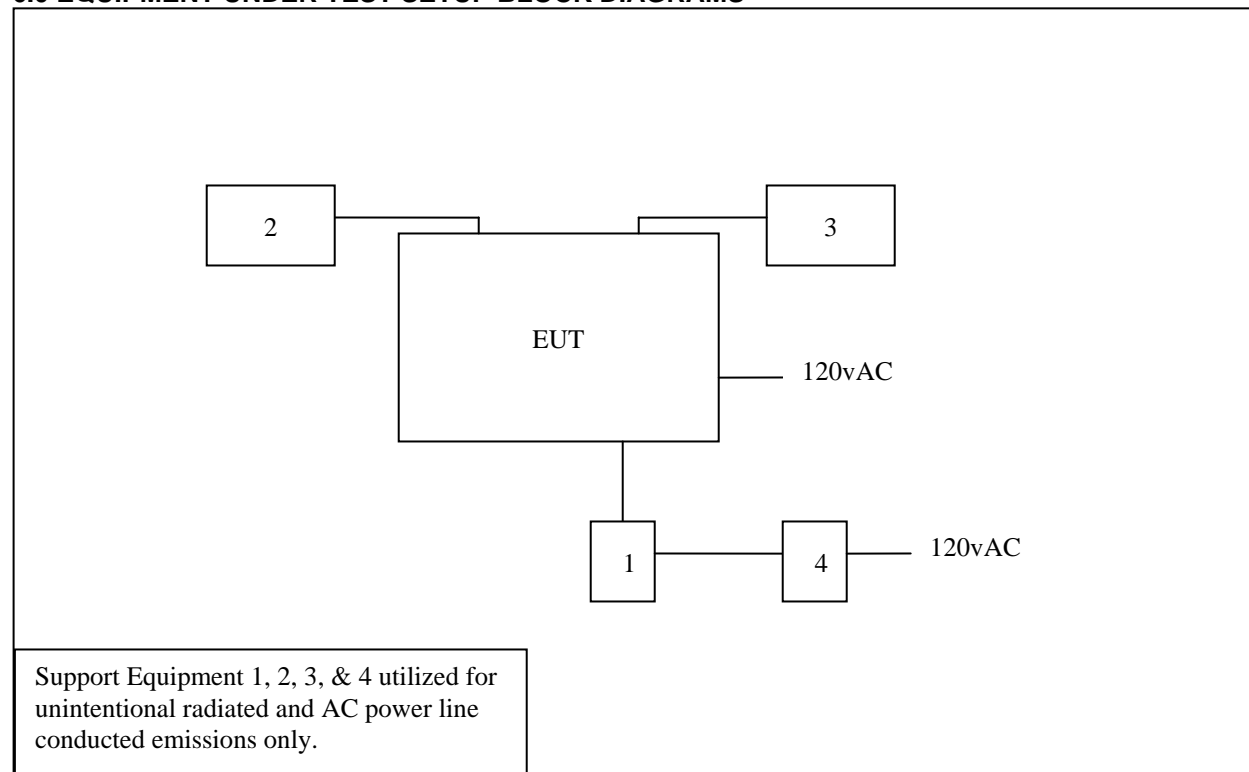 2
3
EUT
120vAC
1
4
120vAC
Support Equipment 1, 2, 3, & 4 utilized for
unintentional radiated and AC power line
conducted emissions only.